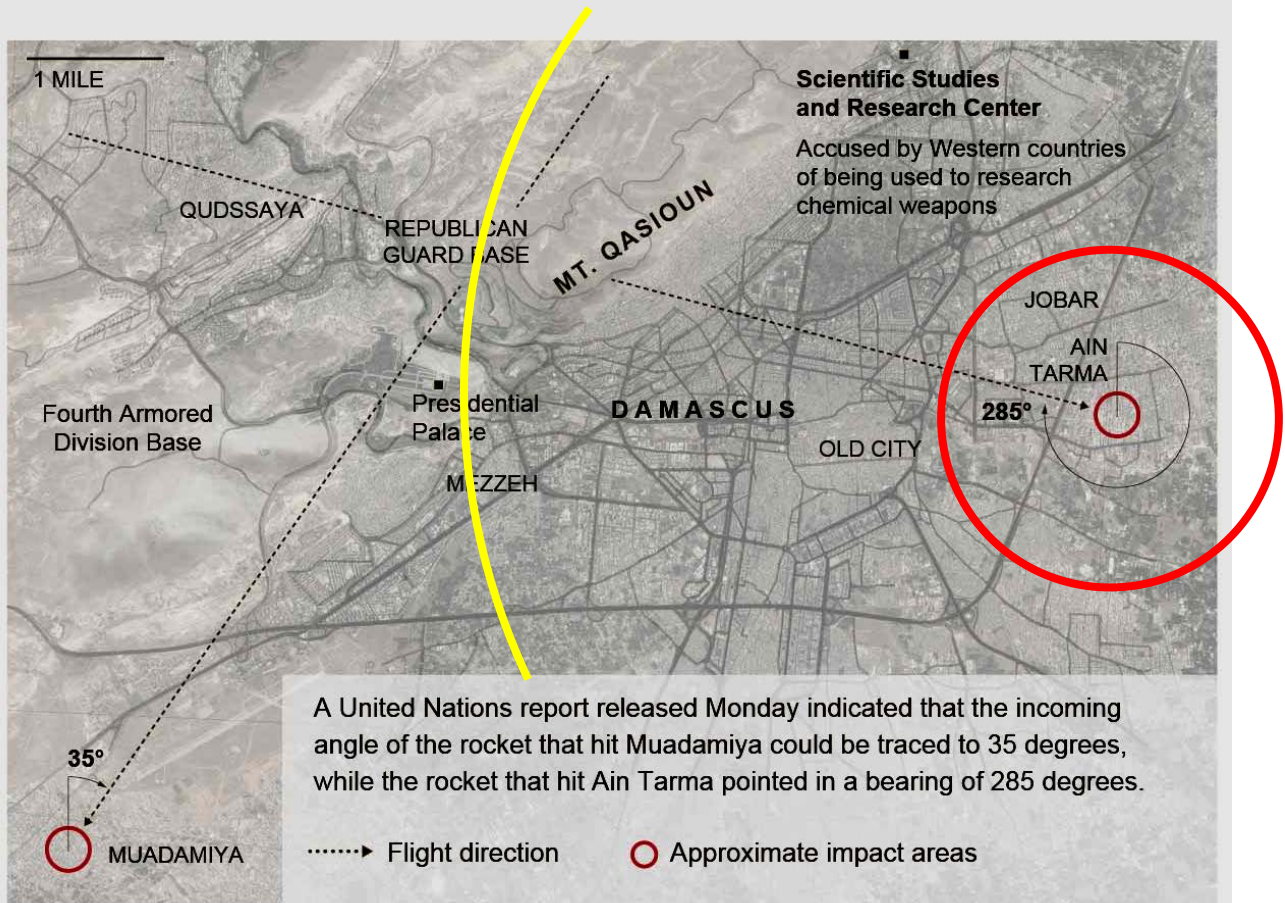 1 MILE
Scientific Studies
and Research Center
Accused by Western countries
of being used to research
chemical weapons
QUDSSAYA
REPUBLICAN
GUARD BASE
MT. QASIOUN
JOBAR
AIN
TARMA
285º
Fourth Armored
Division Base
Presidential
Palace
DAMASCUS
OLD CITY
MEZZEH
A United Nations report released Monday indicated that the incoming
angle of the rocket that hit Muadamiya could be traced to 35 degrees,
while the rocket that hit Ain Tarma pointed in a bearing of 285 degrees.
35º
MUADAMIYA
Flight direction
Approximate impact areas